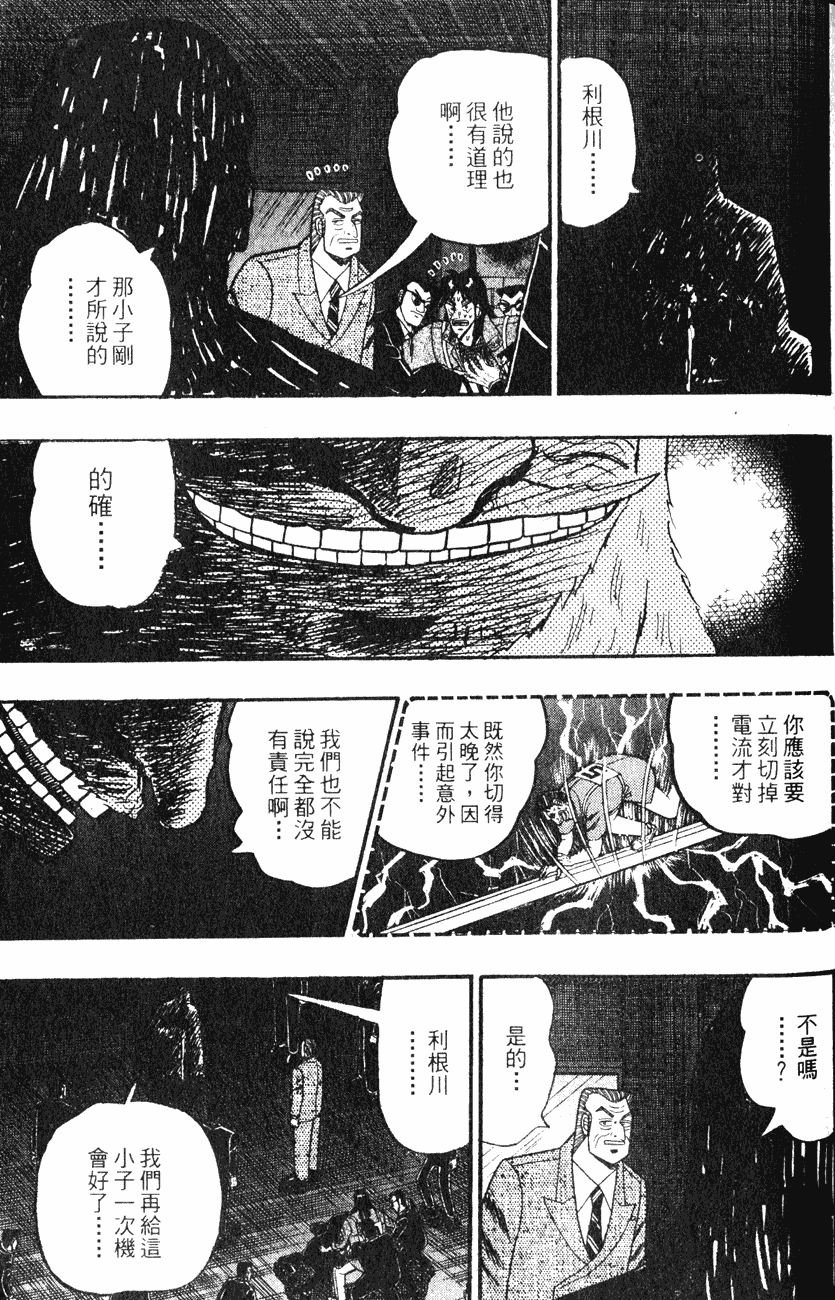 利根川……
他說的也
很有道理
啊……
那小子剛
才所說的
………
的確……
你應該要
立刻切掉
電流才對
………
既然你切得
太晚了，因
而引起意外
事件……
我們也不能
說完全都沒
有責任啊…
不是嗎
……?
是的…
利根川
………
我們再給這
小子一次機
會好了……